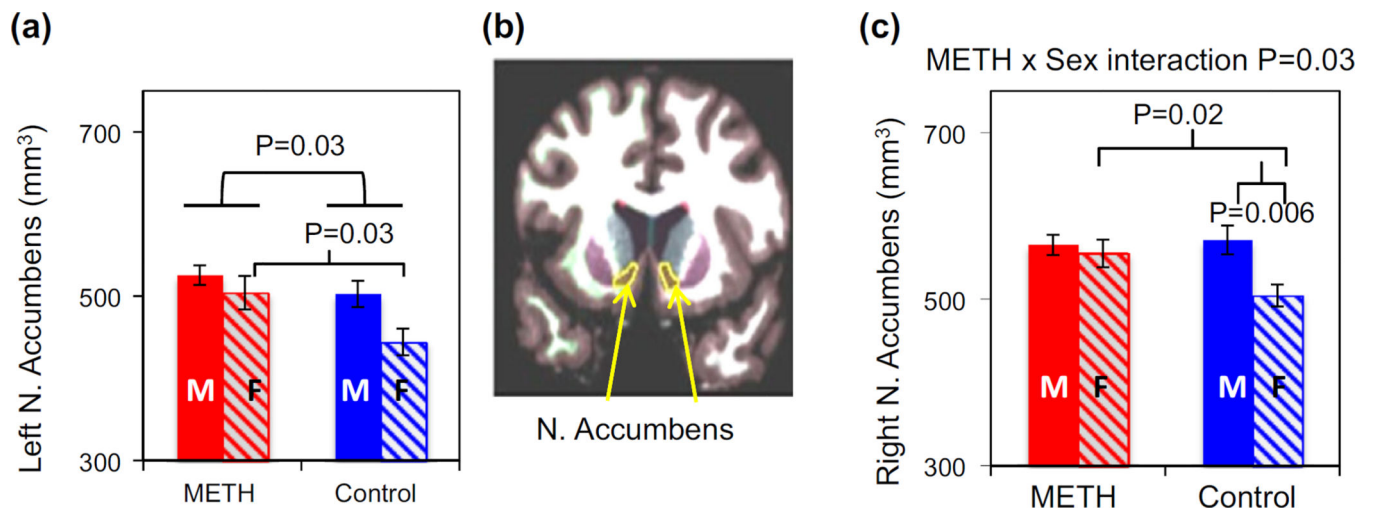 (a)
Left N. Accumbens (mm³)
700
500
300
P=0.03
P=0.03
M
F
M
F
METH
Control
(b)
N. Accumbens
(c)
METH x Sex interaction P=0.03
Right N. Accumbens (mm³)
700
500
300
P=0.02
P=0.006
M
F
M
F
METH
Control